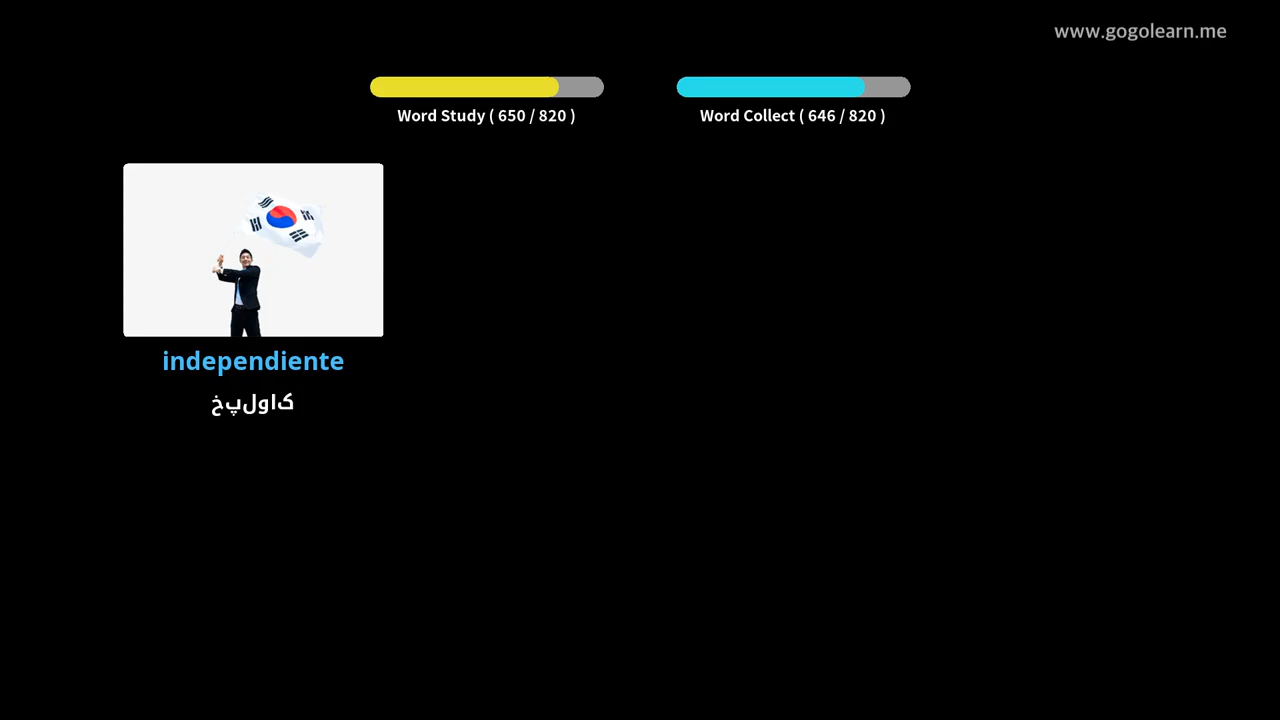 www.gogolearn.me
Word Study ( 650 / 820 )
Word Collect ( 646 / 820 )
independiente
کاولپخ